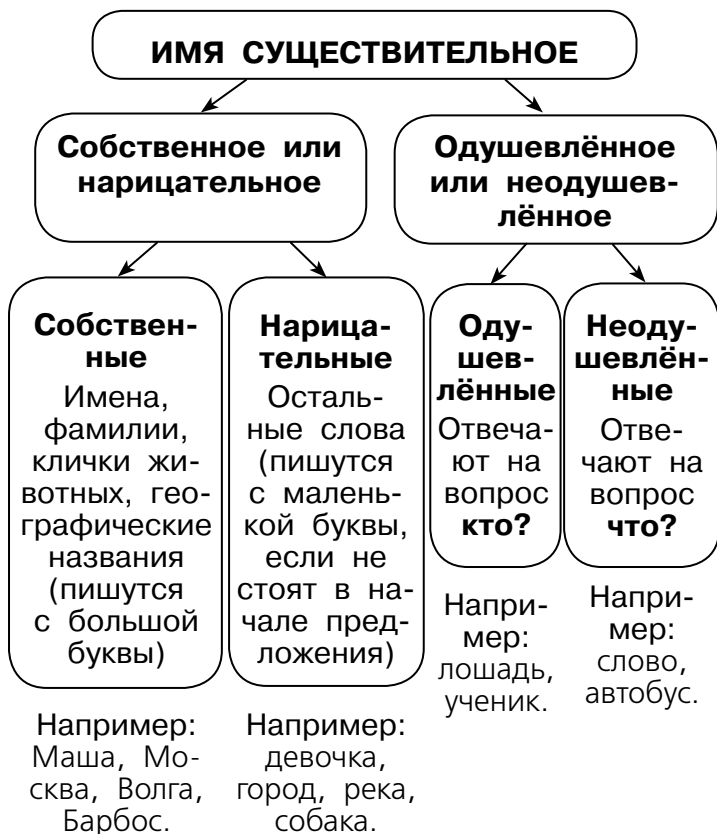 ИМЯ СУЩЕСТВИТЕЛЬНОЕ
Собственное или
нарицательное
Одушевлённое
или неодушев-
лённое
Собствен-
ные
Имена,
фамилии,
клички жи-
вотных, гео-
графические
названия
(пишутся
с большой
буквы)
Например:
Маша, Мо-
сква, Волга,
Барбос.
Нарица-
тельные
Осталь-
ные слова
(пишутся
с малень-
кой буквы,
если не
стоят в на-
чале пред-
ложения)
Например:
девочка,
город, река,
собака.
Оду-
шев-
лённые
Отвеча-
ют на
вопрос
кто?
Напри-
мер:
лошадь,
ученик.
Неоду-
шевлён-
ные
Отве-
чают на
вопрос
что?
Напри-
мер:
слово,
автобус.